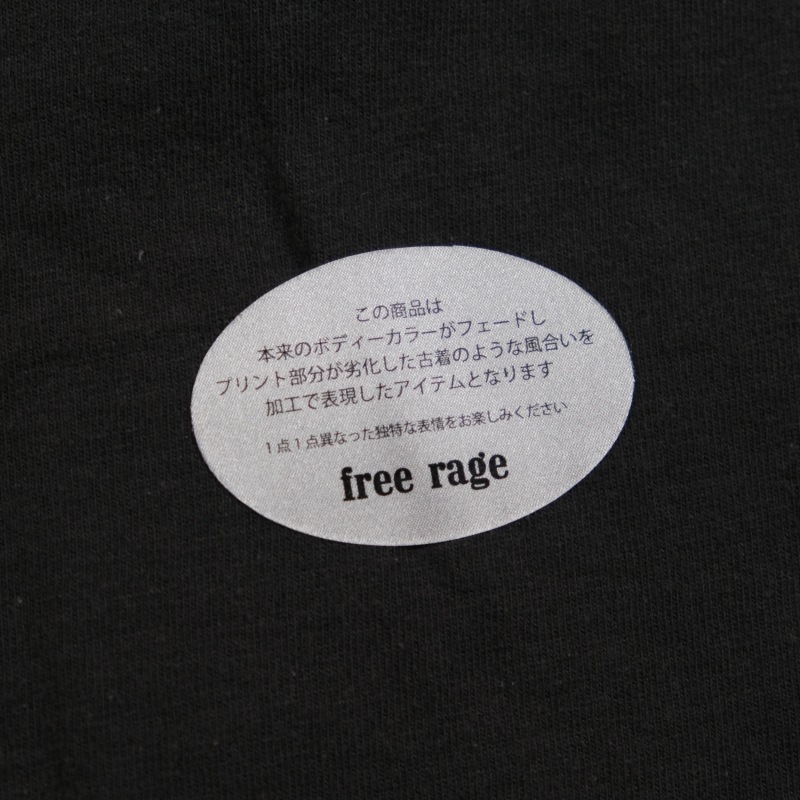 この商品は
本来のボディーカラーがフェードし
プリント部分が劣化した古着のような風合いを
加工で表現したアイテムとなります
1点1点異なった独特な表情をお楽しみください
free rage